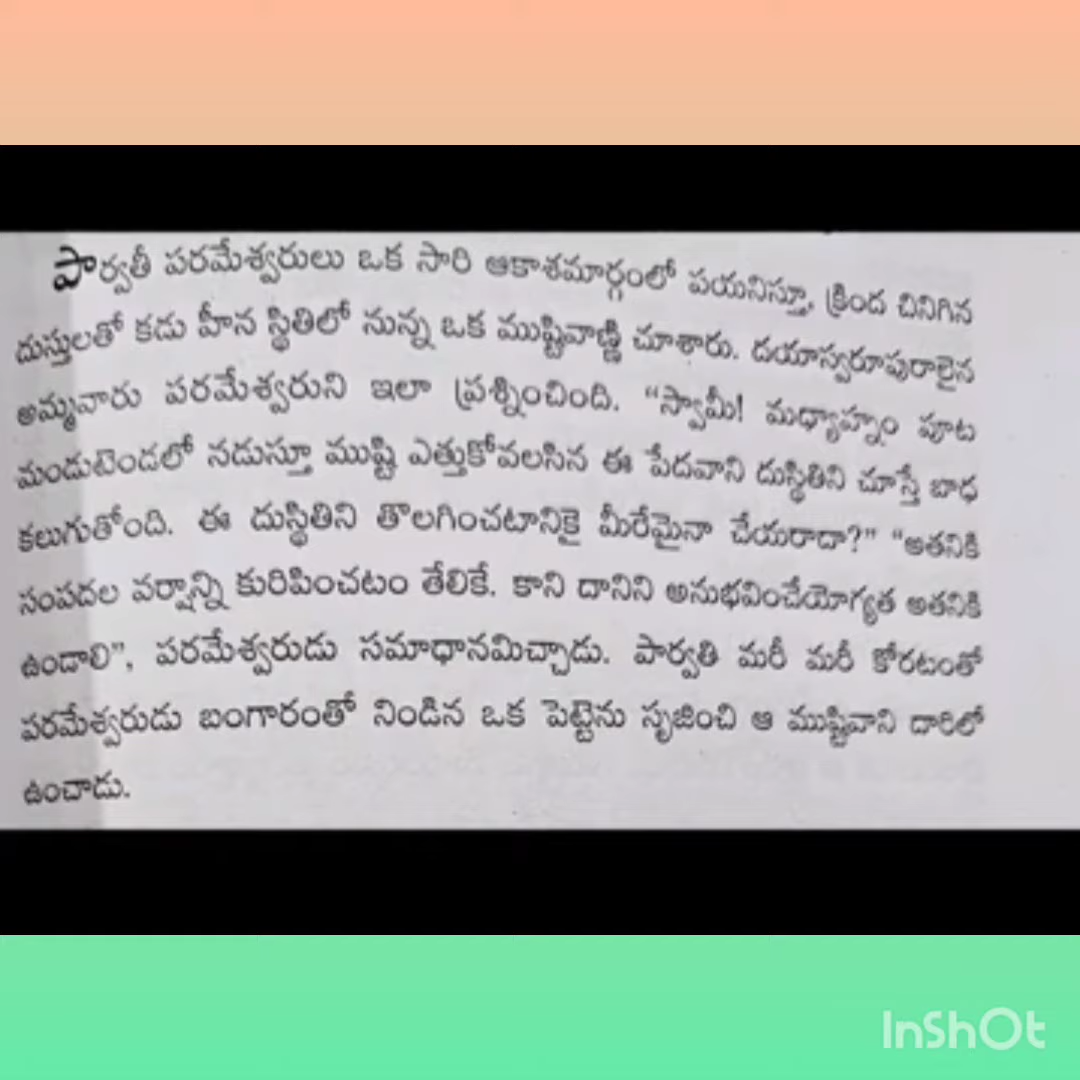 పార్వతీ పరమేశ్వరులు ఒక సారి ఆకాశమార్గంలో పయనిస్తూ, క్రింద చినిగిన
దుస్తులతో కడు హీన స్థితిలో నున్న ఒక ముష్టివాణ్ణి చూశారు. దయాస్వరూపురాలైన
అమ్మవారు పరమేశ్వరుని ఇలా ప్రశ్నించింది. “స్వామీ! మధ్యాహ్నం పూట
మండుటెండలో నడుస్తూ ముష్టి ఎత్తుకోవలసిన ఈ పేదవాని దుస్థితిని చూస్తే బాధ
కలుగుతోంది. ఈ దుస్థితిని తొలగించటానికై మీరేమైనా చేయరాదా?” “అతనికి
సంపదల వర్షాన్ని కురిపించటం తేలికే. కాని దానిని అనుభవించేయోగ్యత అతనికి
ఉండాలి”, పరమేశ్వరుడు సమాధానమిచ్చాడు. పార్వతి మరీ మరీ కోరటంతో
పరమేశ్వరుడు బంగారంతో నిండిన ఒక పెట్టెను సృజించి ఆ ముష్టివాని దారిలో
ఉంచాడు.
InShOt